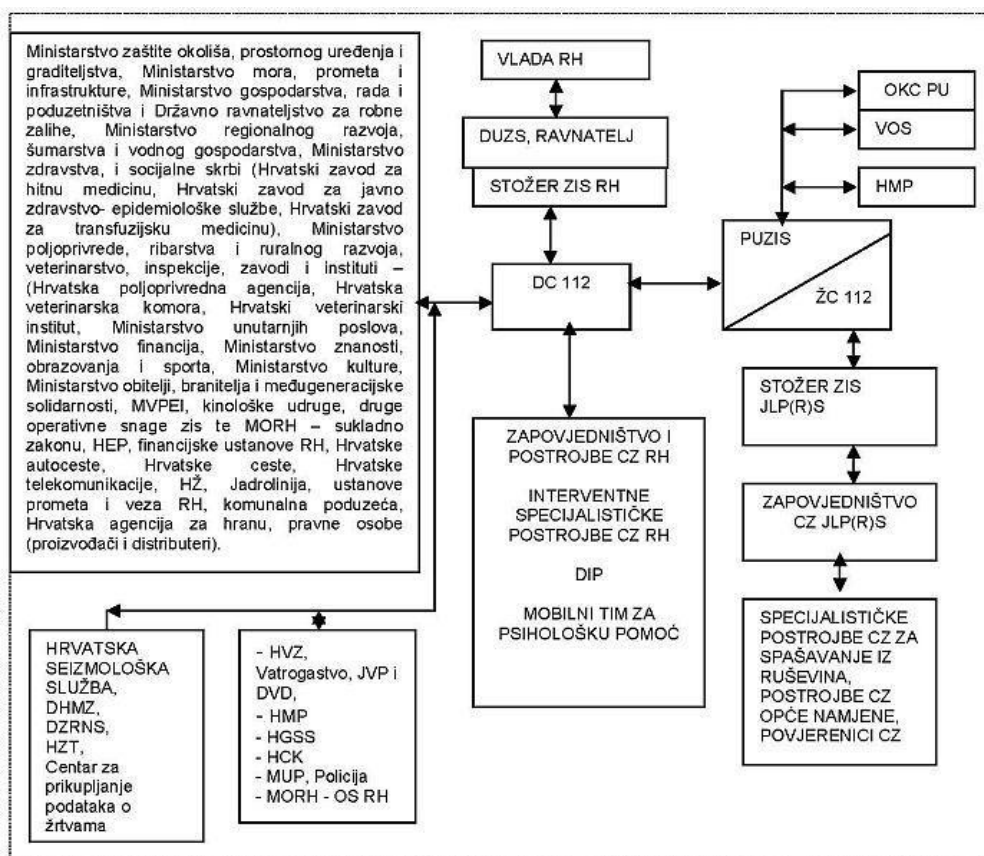 Ministarstvo zaštite okoliša, prostornog uređenja i
graditeljstva, Ministarstvo mora, prometa i
infrastrukture, Ministarstvo gospodarstva, rada i
poduzetništva i Državno ravnateljstvo za robne
zalihe, Ministarstvo regionalnog razvoja,
šumarstva i vodnog gospodarstva, Ministarstvo
zdravstva, i socijalne skrbi (Hrvatski zavod za
hitnu medicinu, Hrvatski zavod za javno
zdravstvo- epidemiološke službe, Hrvatski zavod
za transfuzijsku medicinu), Ministarstvo
poljoprivrede, ribarstva i ruralnog razvoja,
veterinarstvo, inspekcije, zavodi i instituti –
(Hrvatska poljoprivredna agencija, Hrvatska
veterinarska komora, Hrvatski veterinarski
institut, Ministarstvo unutarnjih poslova,
Ministarstvo financija, Ministarstvo znanosti,
obrazovanja i sporta, Ministarstvo kulture,
Ministarstvo obitelji, branitelja i međugeneracijske
solidarnosti, MVPEI, kinološke udruge, druge
operativne snage zis te MORH – sukladno
zakonu, HEP, financijske ustanove RH, Hrvatske
autoceste, Hrvatske ceste, Hrvatske
telekomunikacije, HŽ, Jadrolinija, ustanove
prometa i veza RH, komunalna poduzeća,
Hrvatska agencija za hranu, pravne osobe
(proizvođači i distributeri).
VLADA RH
DUZS, RAVNATELJ
STOŽER ZIS RH
DC 112
OKC PU
VOS
HMP
PUZIS
ŽC 112
STOŽER ZIS
JLP(R)S
ZAPOVJEDNIŠTVO
CZ JLP(R)S
SPECIJALISTIČKE
POSTROJBE CZ ZA
SPAŠAVANJE IZ
RUŠEVINA,
POSTROJBE CZ
OPĆE NAMJENE,
POVJERENICI CZ
ZAPOVJEDNIŠTVO I
POSTROJBE CZ RH
INTERVENTNE
SPECIJALISTIČKE
POSTROJBE CZ RH
DIP
MOBILNI TIM ZA
PSIHOLOŠKU POMOĆ
HRVATSKA
SEIZMOLOŠKA
SLUŽBA,
DHMZ,
DZRNS,
HZT,
Centar za
prikupljanje
podataka o
žrtvama
- HVZ,
Vatrogastvo, JVP i
DVD,
- HMP
- HGSS
- HCK
- MUP, Policija
- MORH - OS RH